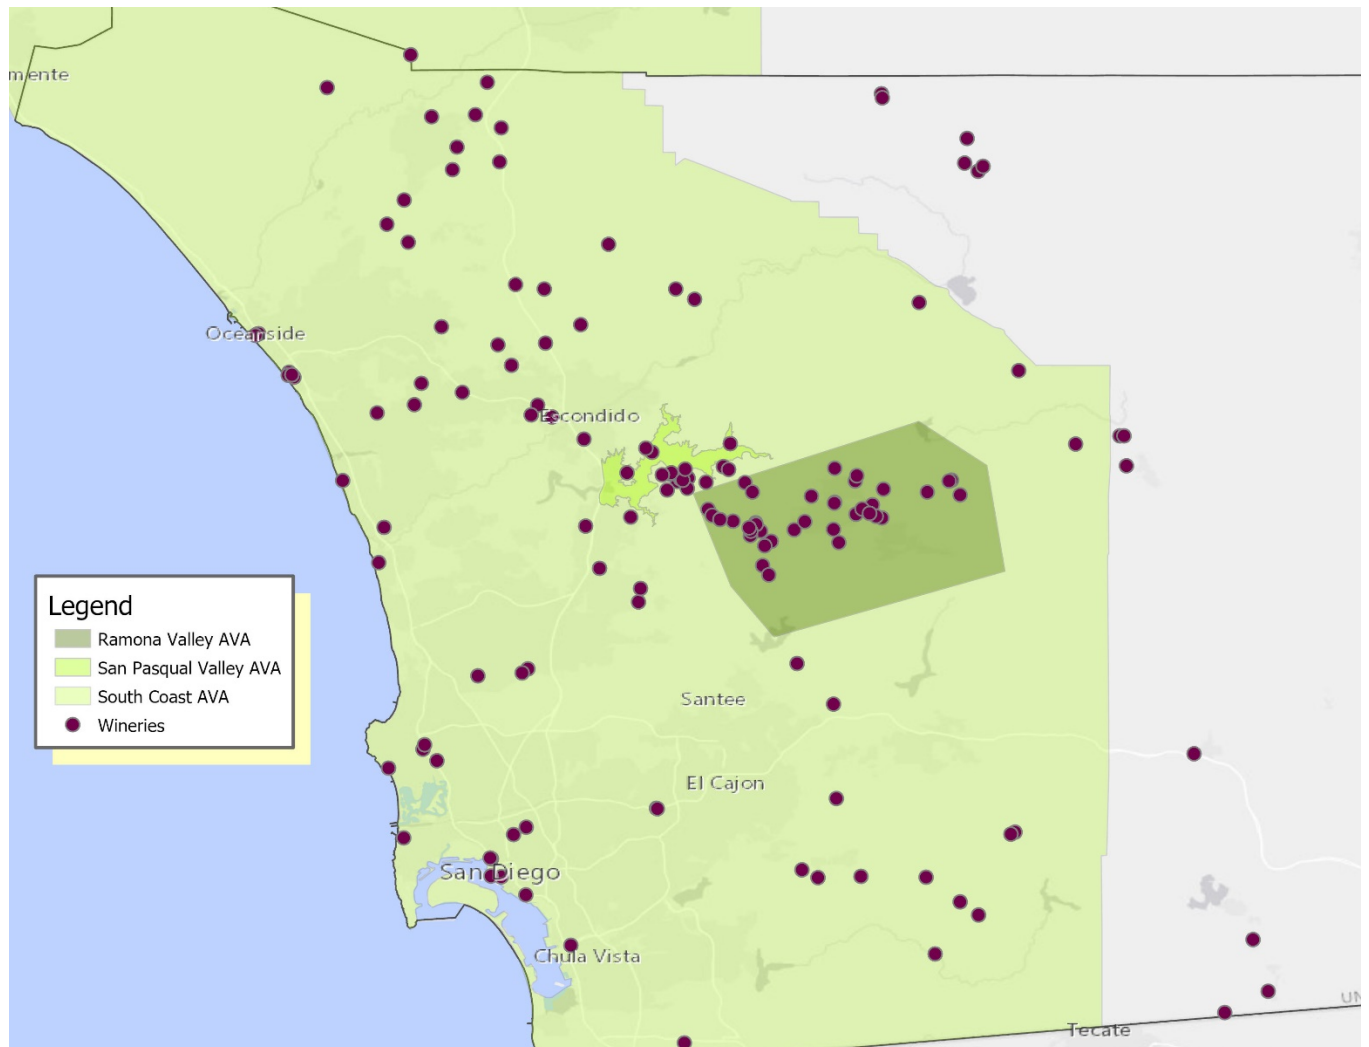 mente
Oceanside
Escondido
Legend
Ramona Valley AVA
San Pasqual Valley AVA
South Coast AVA
Wineries
Santee
El Cajon
San Diego
Chula Vista
UN
Tecate